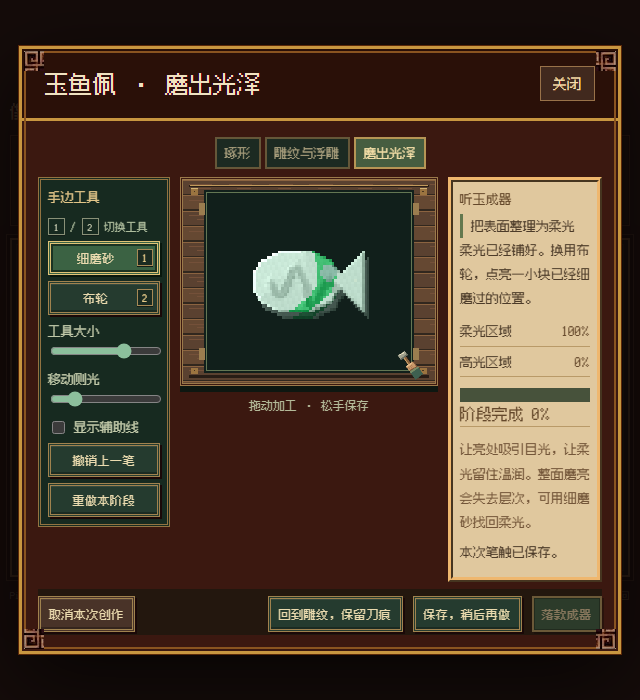 玉鱼佩 · 磨出光泽
关闭
琢形
雕纹与浮雕
磨出光泽
手边工具
1 / 2 切换工具
细磨砂 1
布轮 2
工具大小
移动侧光
显示辅助线
撤销上一笔
重做本阶段
拖动加工 · 松手保存
听玉成器
把表面整理为柔光
柔光已经铺好。换用布
轮，点亮一小块已经细
磨过的位置。
柔光区域 100%
高光区域 0%
阶段完成 0%
让亮处吸引目光，让柔
光留住温润。整面磨亮
会失去层次，可用细磨
砂找回柔光。
本次笔触已保存。
取消本次创作
回到雕纹，保留刀痕
保存，稍后再做
落款成器